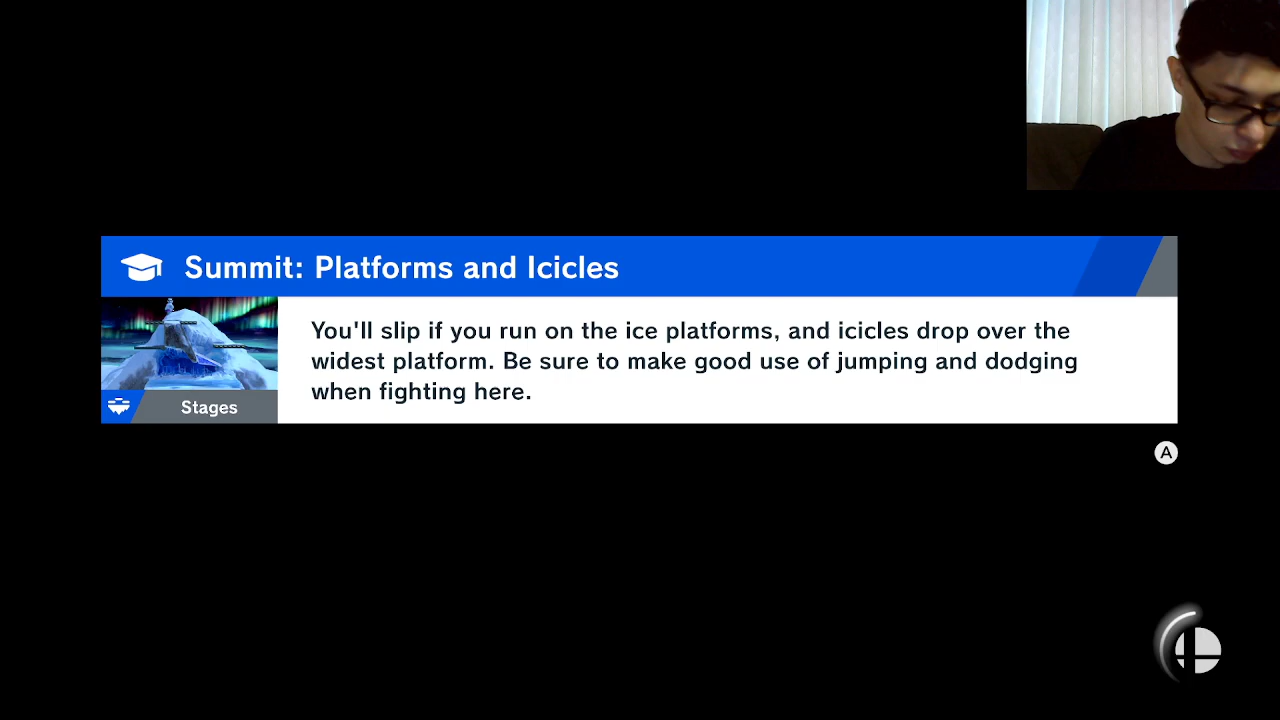 Summit: Platforms and Icicles
You'll slip if you run on the ice platforms, and icicles drop over the
widest platform. Be sure to make good use of jumping and dodging
when fighting here.
Stages
A